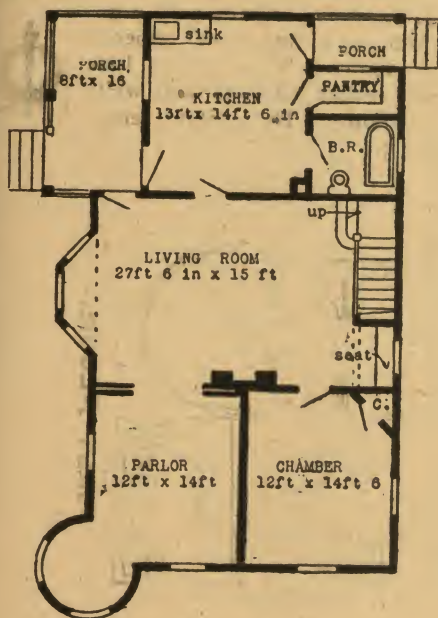 sink
PORCH
8ft x 16
PORCH
PANTRY
KITCHEN
13ft x 14ft 6 in
B.R.
up
LIVING ROOM
27ft 6 in x 15 ft
seat
C.
PARLOR
12ft x 14ft
CHAMBER
12ft x 14ft 6